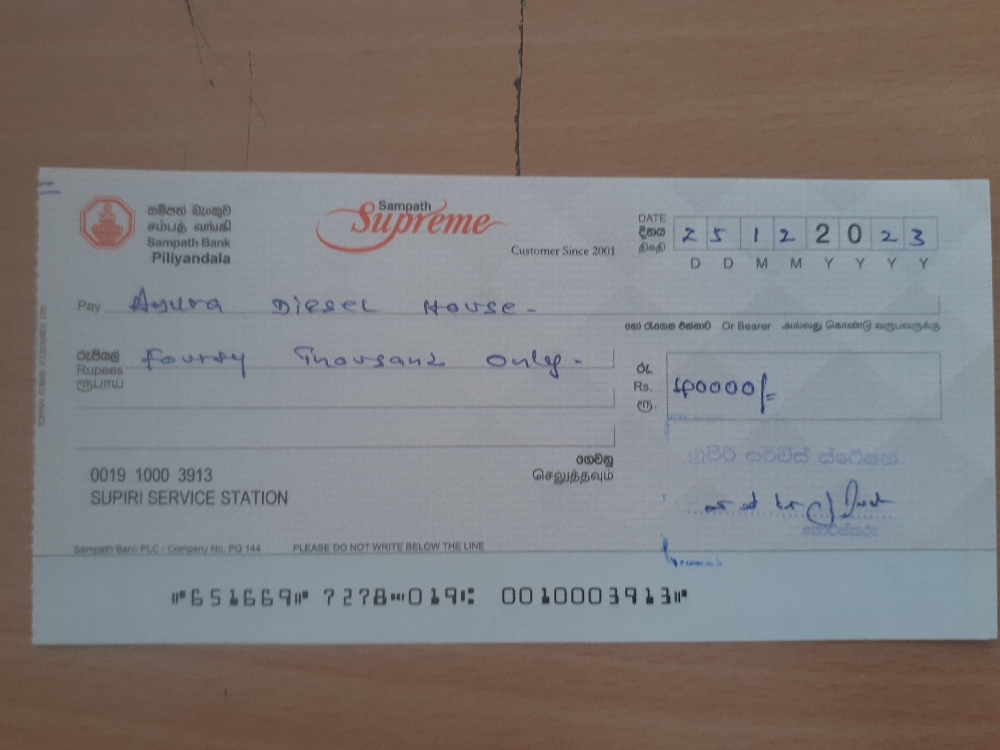 සම්පත් බැංකුව
சம்பத் வங்கி
Sampath Bank
Piliyandala
Sampath
Supreme
Customer Since 2001
DATE
දිනය
திகதி
2 5 1 2 2 0 2 3
D D M M Y Y Y Y
Pay Asura Diesel House -
හෝ රැගෙන එන්නාට Or Bearer அல்லது கொண்டு வருபவருக்கு
රුපියල්
Rupees
ரூபாய்
Fourty Thousand Only -
රු.
Rs.
ரூ.
40000/=
ගෙවනු
செலுத்தவும்
0019 1000 3913
SUPIRI SERVICE STATION
සුපිරි සර්විස් ස්ටේෂන්
Sampath Bank PLC - Company No. PQ 144 PLEASE DO NOT WRITE BELOW THE LINE
651669 7278 019 0010003913